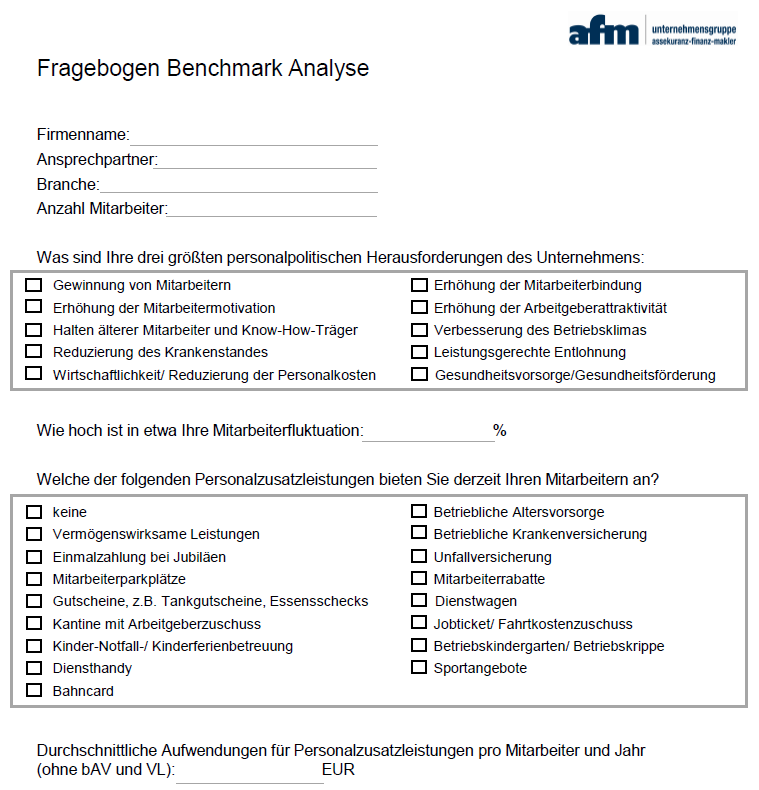 afm unternehmensgruppe
assekuranz-finanz-makler
Fragebogen Benchmark Analyse
Firmenname:
Ansprechpartner:
Branche:
Anzahl Mitarbeiter:
Was sind Ihre drei größten personalpolitischen Herausforderungen des Unternehmens:
Gewinnung von Mitarbeitern
Erhöhung der Mitarbeitermotivation
Halten älterer Mitarbeiter und Know-How-Träger
Reduzierung des Krankenstandes
Wirtschaftlichkeit/ Reduzierung der Personalkosten
Erhöhung der Mitarbeiterbindung
Erhöhung der Arbeitgeberattraktivität
Verbesserung des Betriebsklimas
Leistungsgerechte Entlohnung
Gesundheitsvorsorge/Gesundheitsförderung
Wie hoch ist in etwa Ihre Mitarbeiterfluktuation: %
Welche der folgenden Personalzusatzleistungen bieten Sie derzeit Ihren Mitarbeitern an?
keine
Vermögenswirksame Leistungen
Einmalzahlung bei Jubiläen
Mitarbeiterparkplätze
Gutscheine, z.B. Tankgutscheine, Essensschecks
Kantine mit Arbeitgeberzuschuss
Kinder-Notfall-/ Kinderferienbetreuung
Diensthandy
Bahncard
Betriebliche Altersvorsorge
Betriebliche Krankenversicherung
Unfallversicherung
Mitarbeiterrabatte
Dienstwagen
Jobticket/ Fahrtkostenzuschuss
Betriebskindergarten/ Betriebskrippe
Sportangebote
Durchschnittliche Aufwendungen für Personalzusatzleistungen pro Mitarbeiter und Jahr
(ohne bAV und VL): EUR